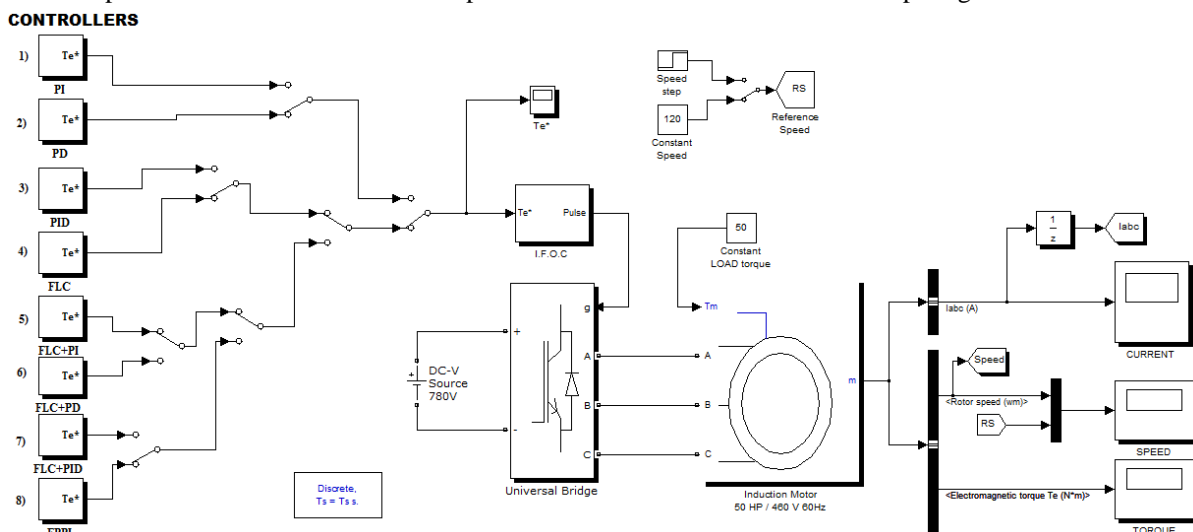 CONTROLLERS
1)
Te*
PI
2)
Te*
PD
3)
Te*
PID
4)
Te*
FLC
5)
Te*
FLC+PI
6)
Te*
FLC+PD
7)
Te*
FLC+PID
8)
Te*
Te*
Speed
step
120
Constant
Speed
RS
Reference
Speed
Te*
Pulse
I.F.O.C
50
Constant
LOAD torque
1
z
Iabc
Iabc (A)
CURRENT
g
+
A
B
C
-
Universal Bridge
DC-V
Source
780V
+
Discrete,
Ts = Ts s.
Tm
A
B
C
m
Induction Motor
50 HP / 460 V 60Hz
Speed
<Rotor speed (wm)>
RS
SPEED
<Electromagnetic torque Te (N*m)>
TORQUE